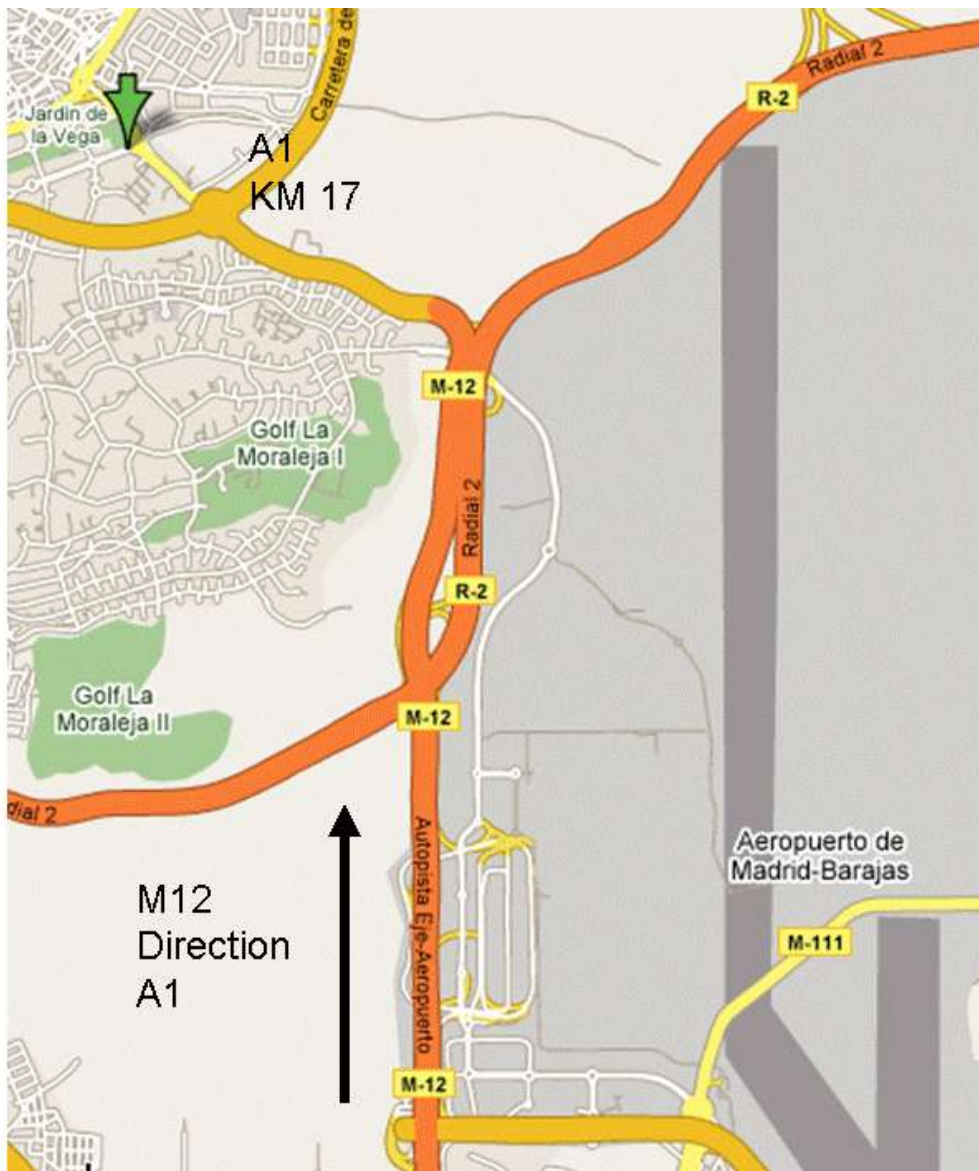 Radial 2
R-2
Carretera de
Jardín de
la Vega
A1
KM 17
M-12
Golf La
Moraleja I
Radial 2
R-2
Golf La
Moraleja II
M-12
dial 2
Autopista Eje-Aeropuerto
Aeropuerto de
Madrid-Barajas
M12
Direction
A1
M-111
M-12